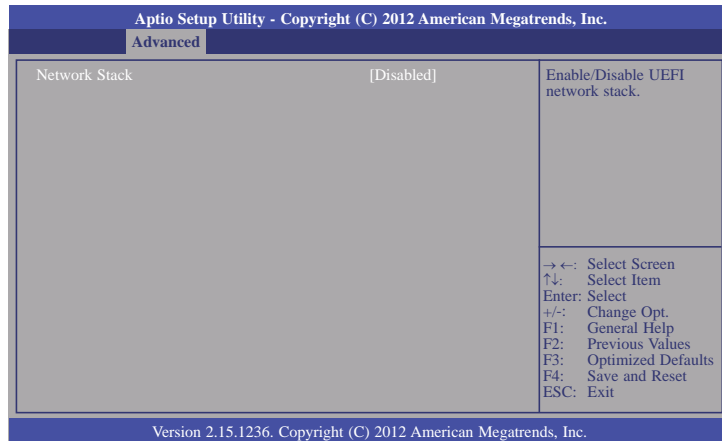 Aptio Setup Utility - Copyright (C) 2012 American Megatrends, Inc.
Advanced
Network Stack [Disabled]
Enable/Disable UEFI
network stack.
→ ←: Select Screen
↑↓: Select Item
Enter: Select
+/-: Change Opt.
F1: General Help
F2: Previous Values
F3: Optimized Defaults
F4: Save and Reset
ESC: Exit
Version 2.15.1236. Copyright (C) 2012 American Megatrends, Inc.